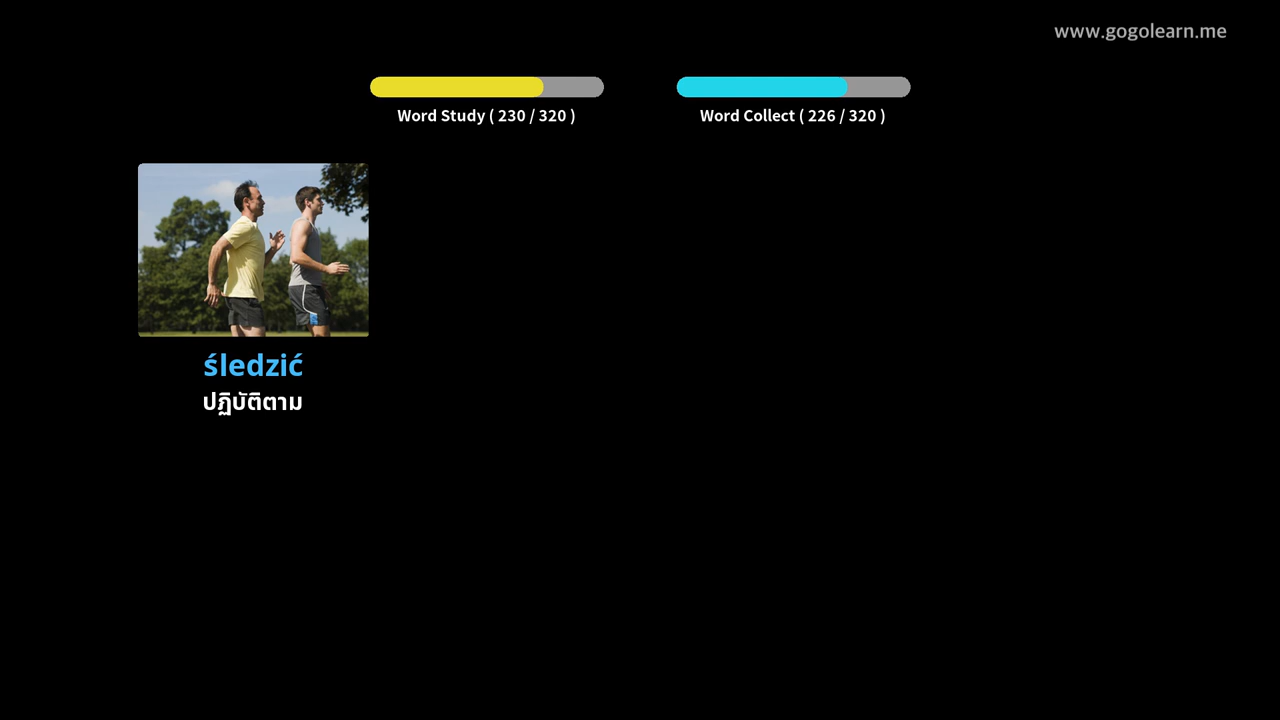 www.gogolearn.me
Word Study ( 230 / 320 )
Word Collect ( 226 / 320 )
śledzić
ปฏิบัติตาม